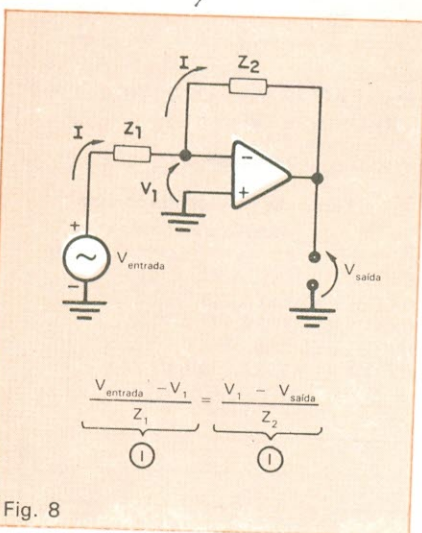 I
Z2
I
Z1
−
V1
+
+
~
Ventrada
−
Vsaída
Ventrada − V1 = V1 − Vsaída
Z1 Z2
I I
Fig. 8